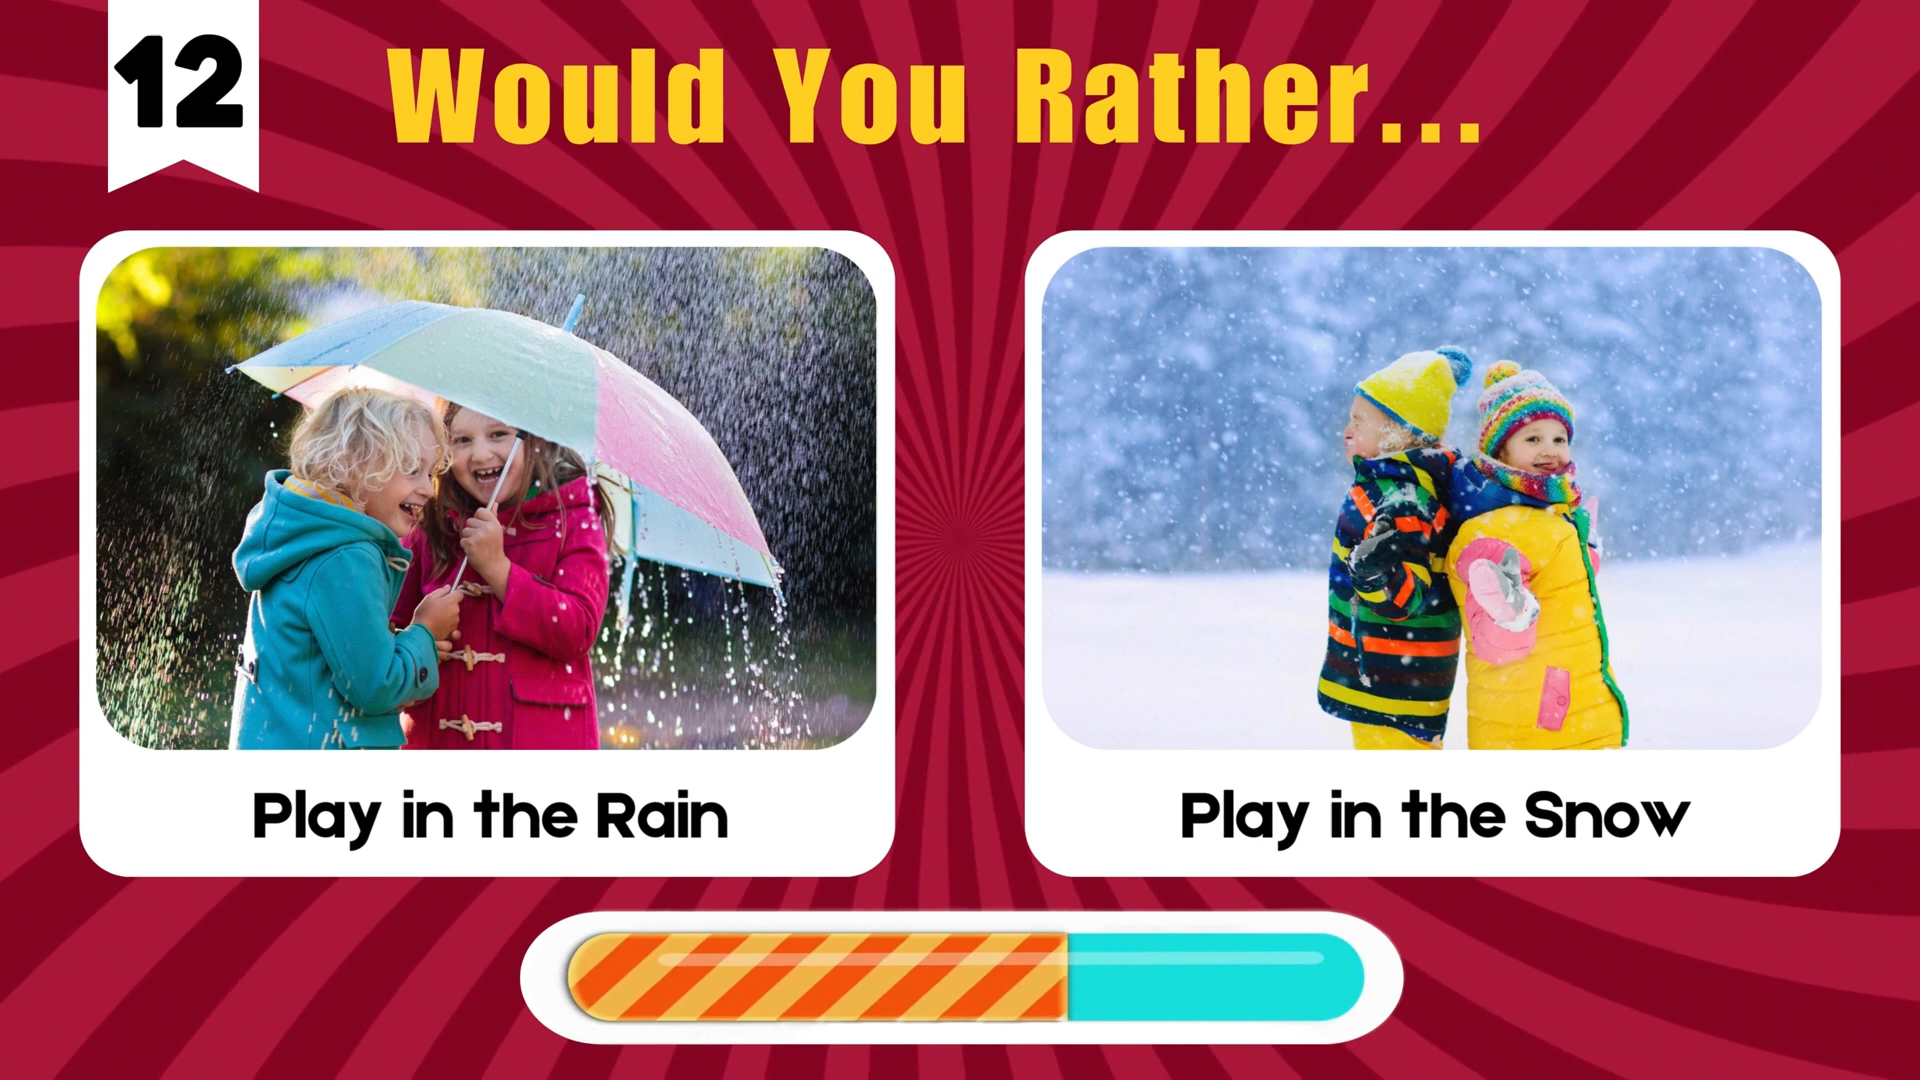 12
Would You Rather...
Play in the Rain
Play in the Snow